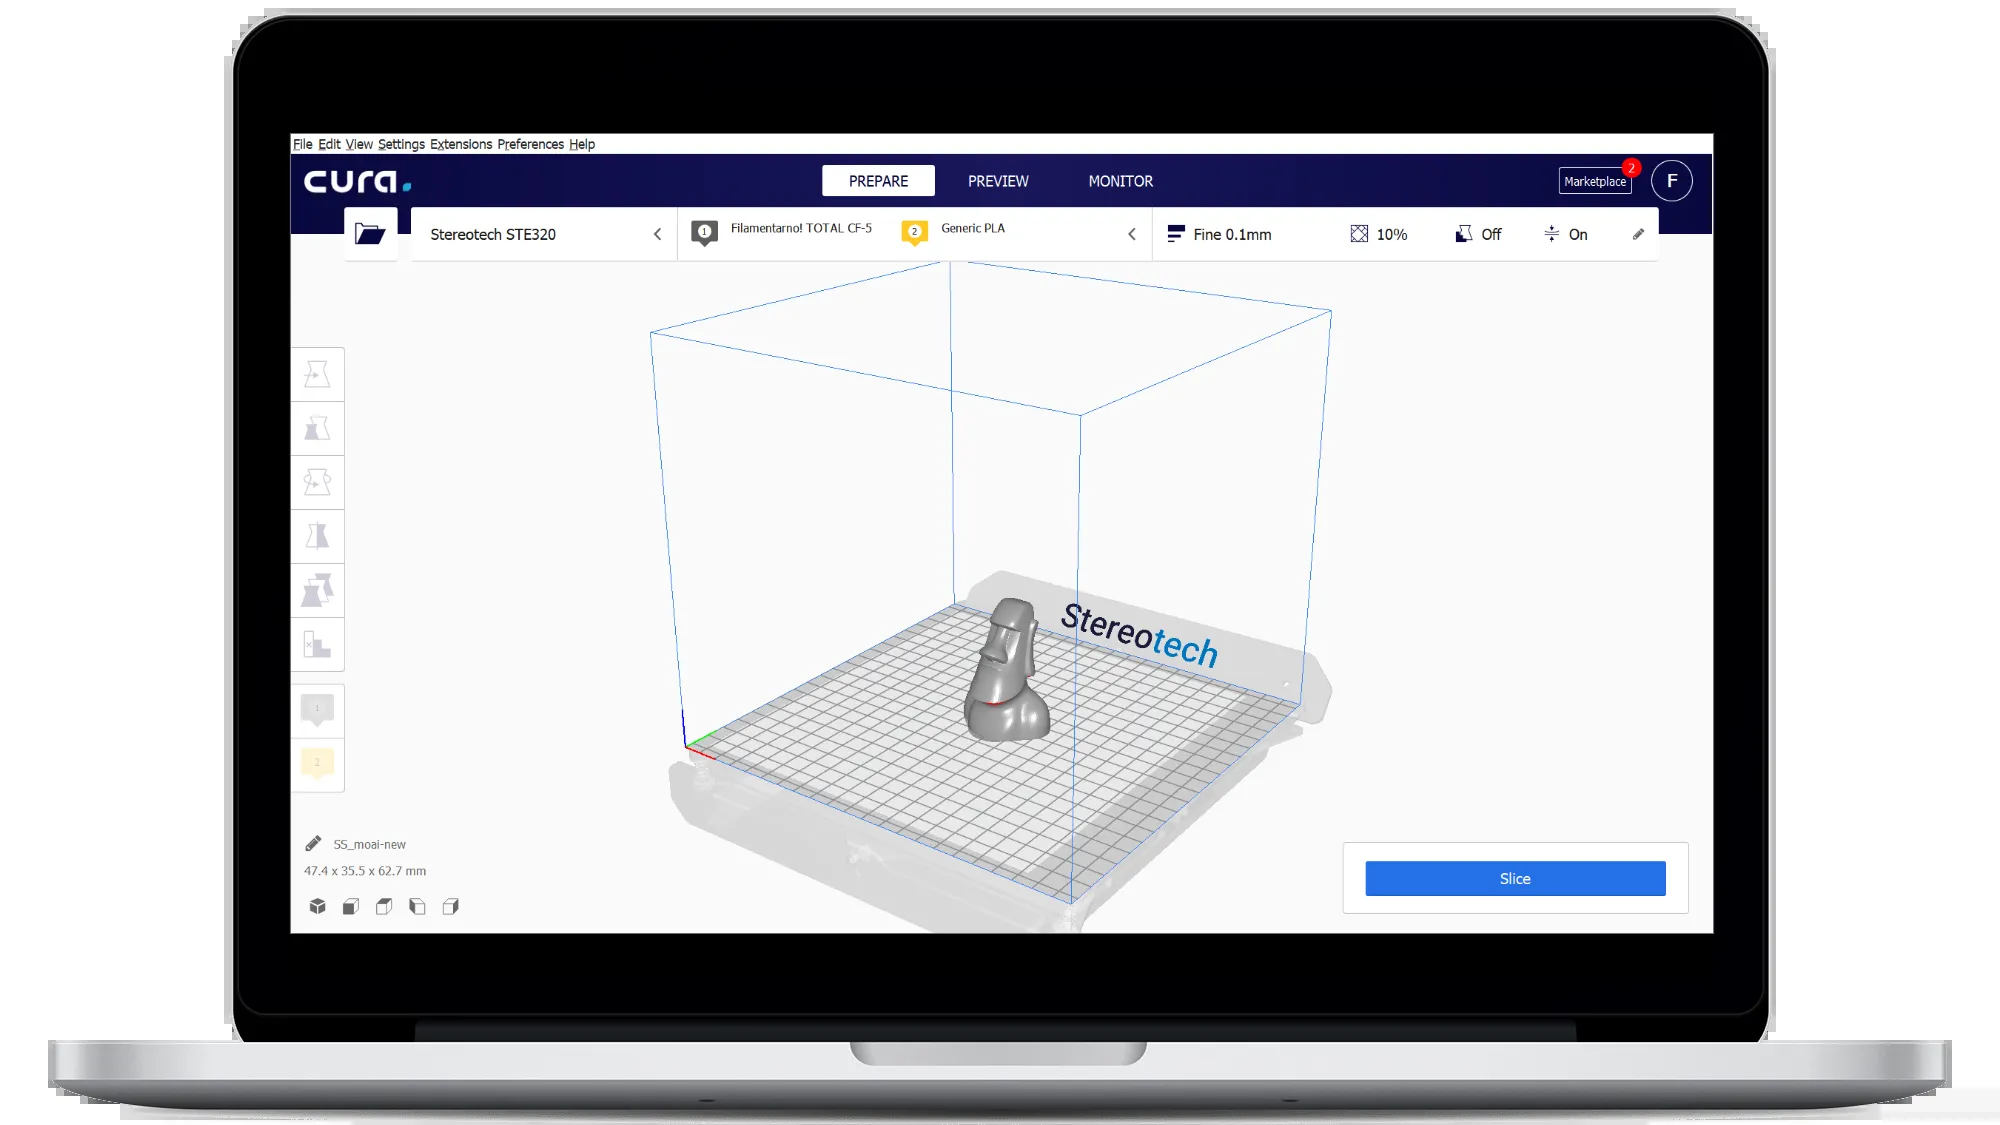 File Edit View Settings Extensions Preferences Help
cura.
PREPARE PREVIEW MONITOR
Marketplace 2 F
Stereotech STE320
1 Filamentarno! TOTAL CF-5 2 Generic PLA
Fine 0.1mm 10% Off On
Stereotech
1
2
SS_moai-new
47.4 x 35.5 x 62.7 mm
Slice